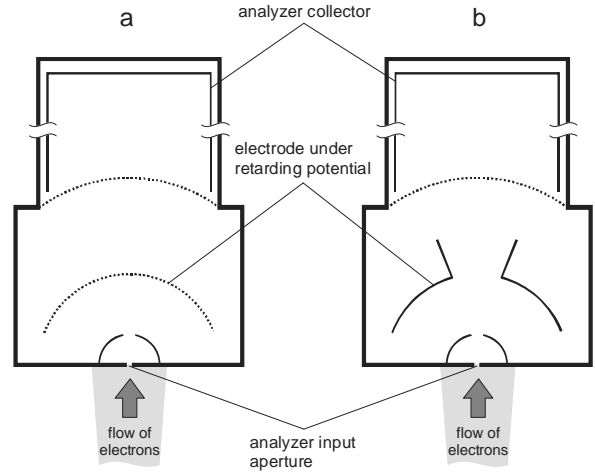 a
analyzer collector
b
electrode under
retarding potential
flow of
electrons
analyzer input
aperture
flow of
electrons